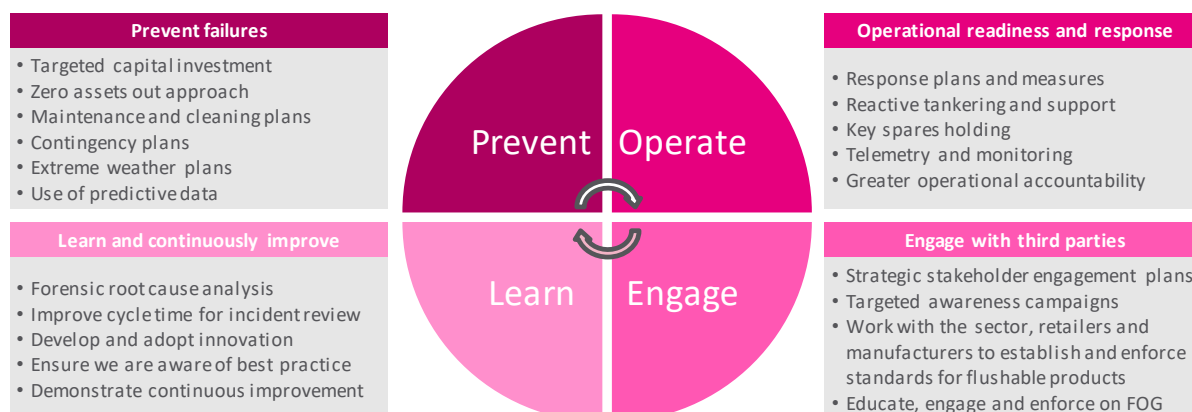 Prevent failures
• Targeted capital investment
• Zero assets out approach
• Maintenance and cleaning plans
• Contingency plans
• Extreme weather plans
• Use of predictive data
Operational readiness and response
• Response plans and measures
• Reactive tankering and support
• Key spares holding
• Telemetry and monitoring
• Greater operational accountability
Prevent
Operate
Learn
Engage
Learn and continuously improve
• Forensic root cause analysis
• Improve cycle time for incident review
• Develop and adopt innovation
• Ensure we are aware of best practice
• Demonstrate continuous improvement
Engage with third parties
• Strategic stakeholder engagement plans
• Targeted awareness campaigns
• Work with the sector, retailers and
manufacturers to establish and enforce
standards for flushable products
• Educate, engage and enforce on FOG